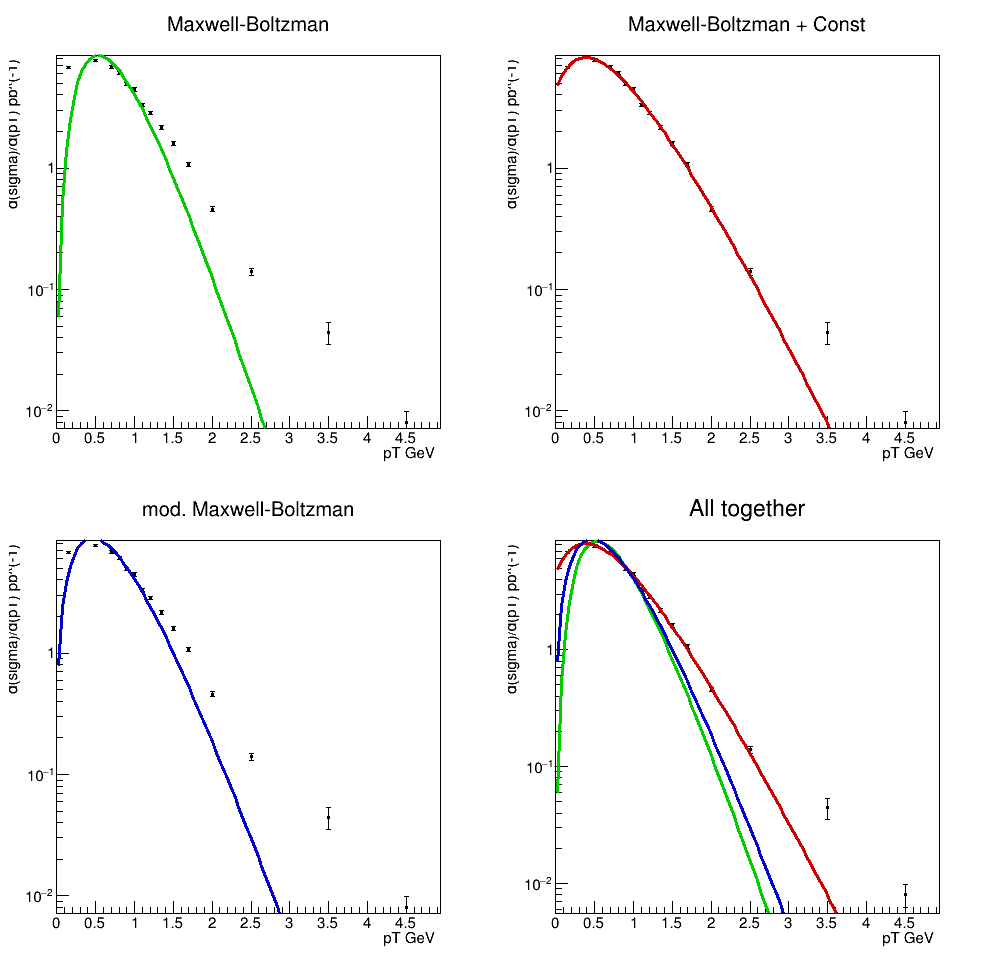 Maxwell-Boltzman
Maxwell-Boltzman + Const
d(sigma)/d(pT) pb^(-1)
1
10⁻¹
10⁻²
0 0.5 1 1.5 2 2.5 3 3.5 4 4.5
pT GeV
d(sigma)/d(pT) pb^(-1)
1
10⁻¹
10⁻²
0 0.5 1 1.5 2 2.5 3 3.5 4 4.5
pT GeV
mod. Maxwell-Boltzman
All together
d(sigma)/d(pT) pb^(-1)
1
10⁻¹
10⁻²
0 0.5 1 1.5 2 2.5 3 3.5 4 4.5
pT GeV
d(sigma)/d(pT) pb^(-1)
1
10⁻¹
10⁻²
0 0.5 1 1.5 2 2.5 3 3.5 4 4.5
pT GeV